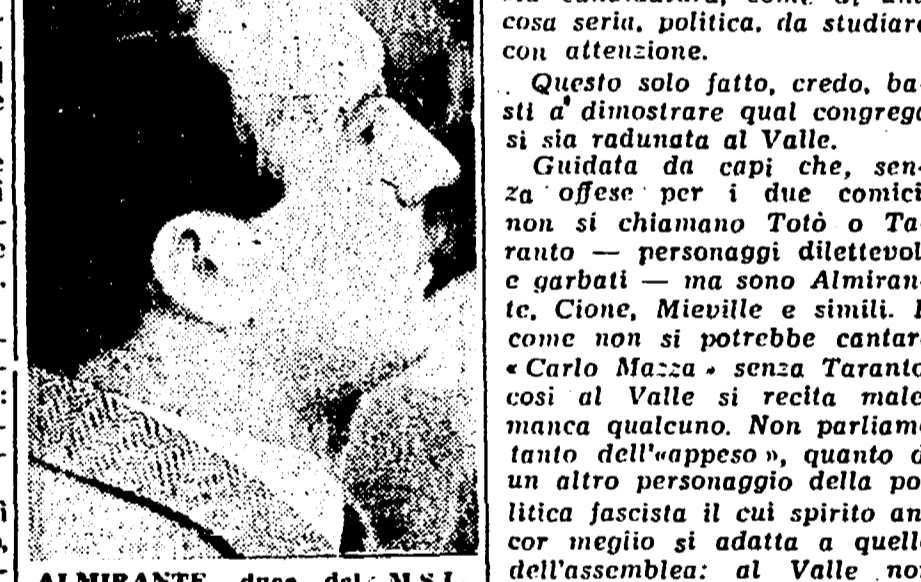 cosa seria, politica, da studiar
con attenzione.
Questo solo fatto, credo, ba-
sti a dimostrare qual congreg
si sia radunata al Valle.
Guidata da capi che, sen-
za offese per i due comici
non si chiamano Totò o Ta
ranto — personaggi dilettevol
e garbati — ma sono Almiran-
te, Cione, Mieville e simili.
come non si potrebbe cantar
« Carlo Mazza » senza Taranto
così al Valle si recita male
manca qualcuno. Non parliam
tanto dell'«appeso», quanto d
un altro personaggio della po
litica fascista il cui spirito an
cor meglio si adatta a quell
dell'assemblea: al Valle no
ALMIRANTE duce del M.S.I.